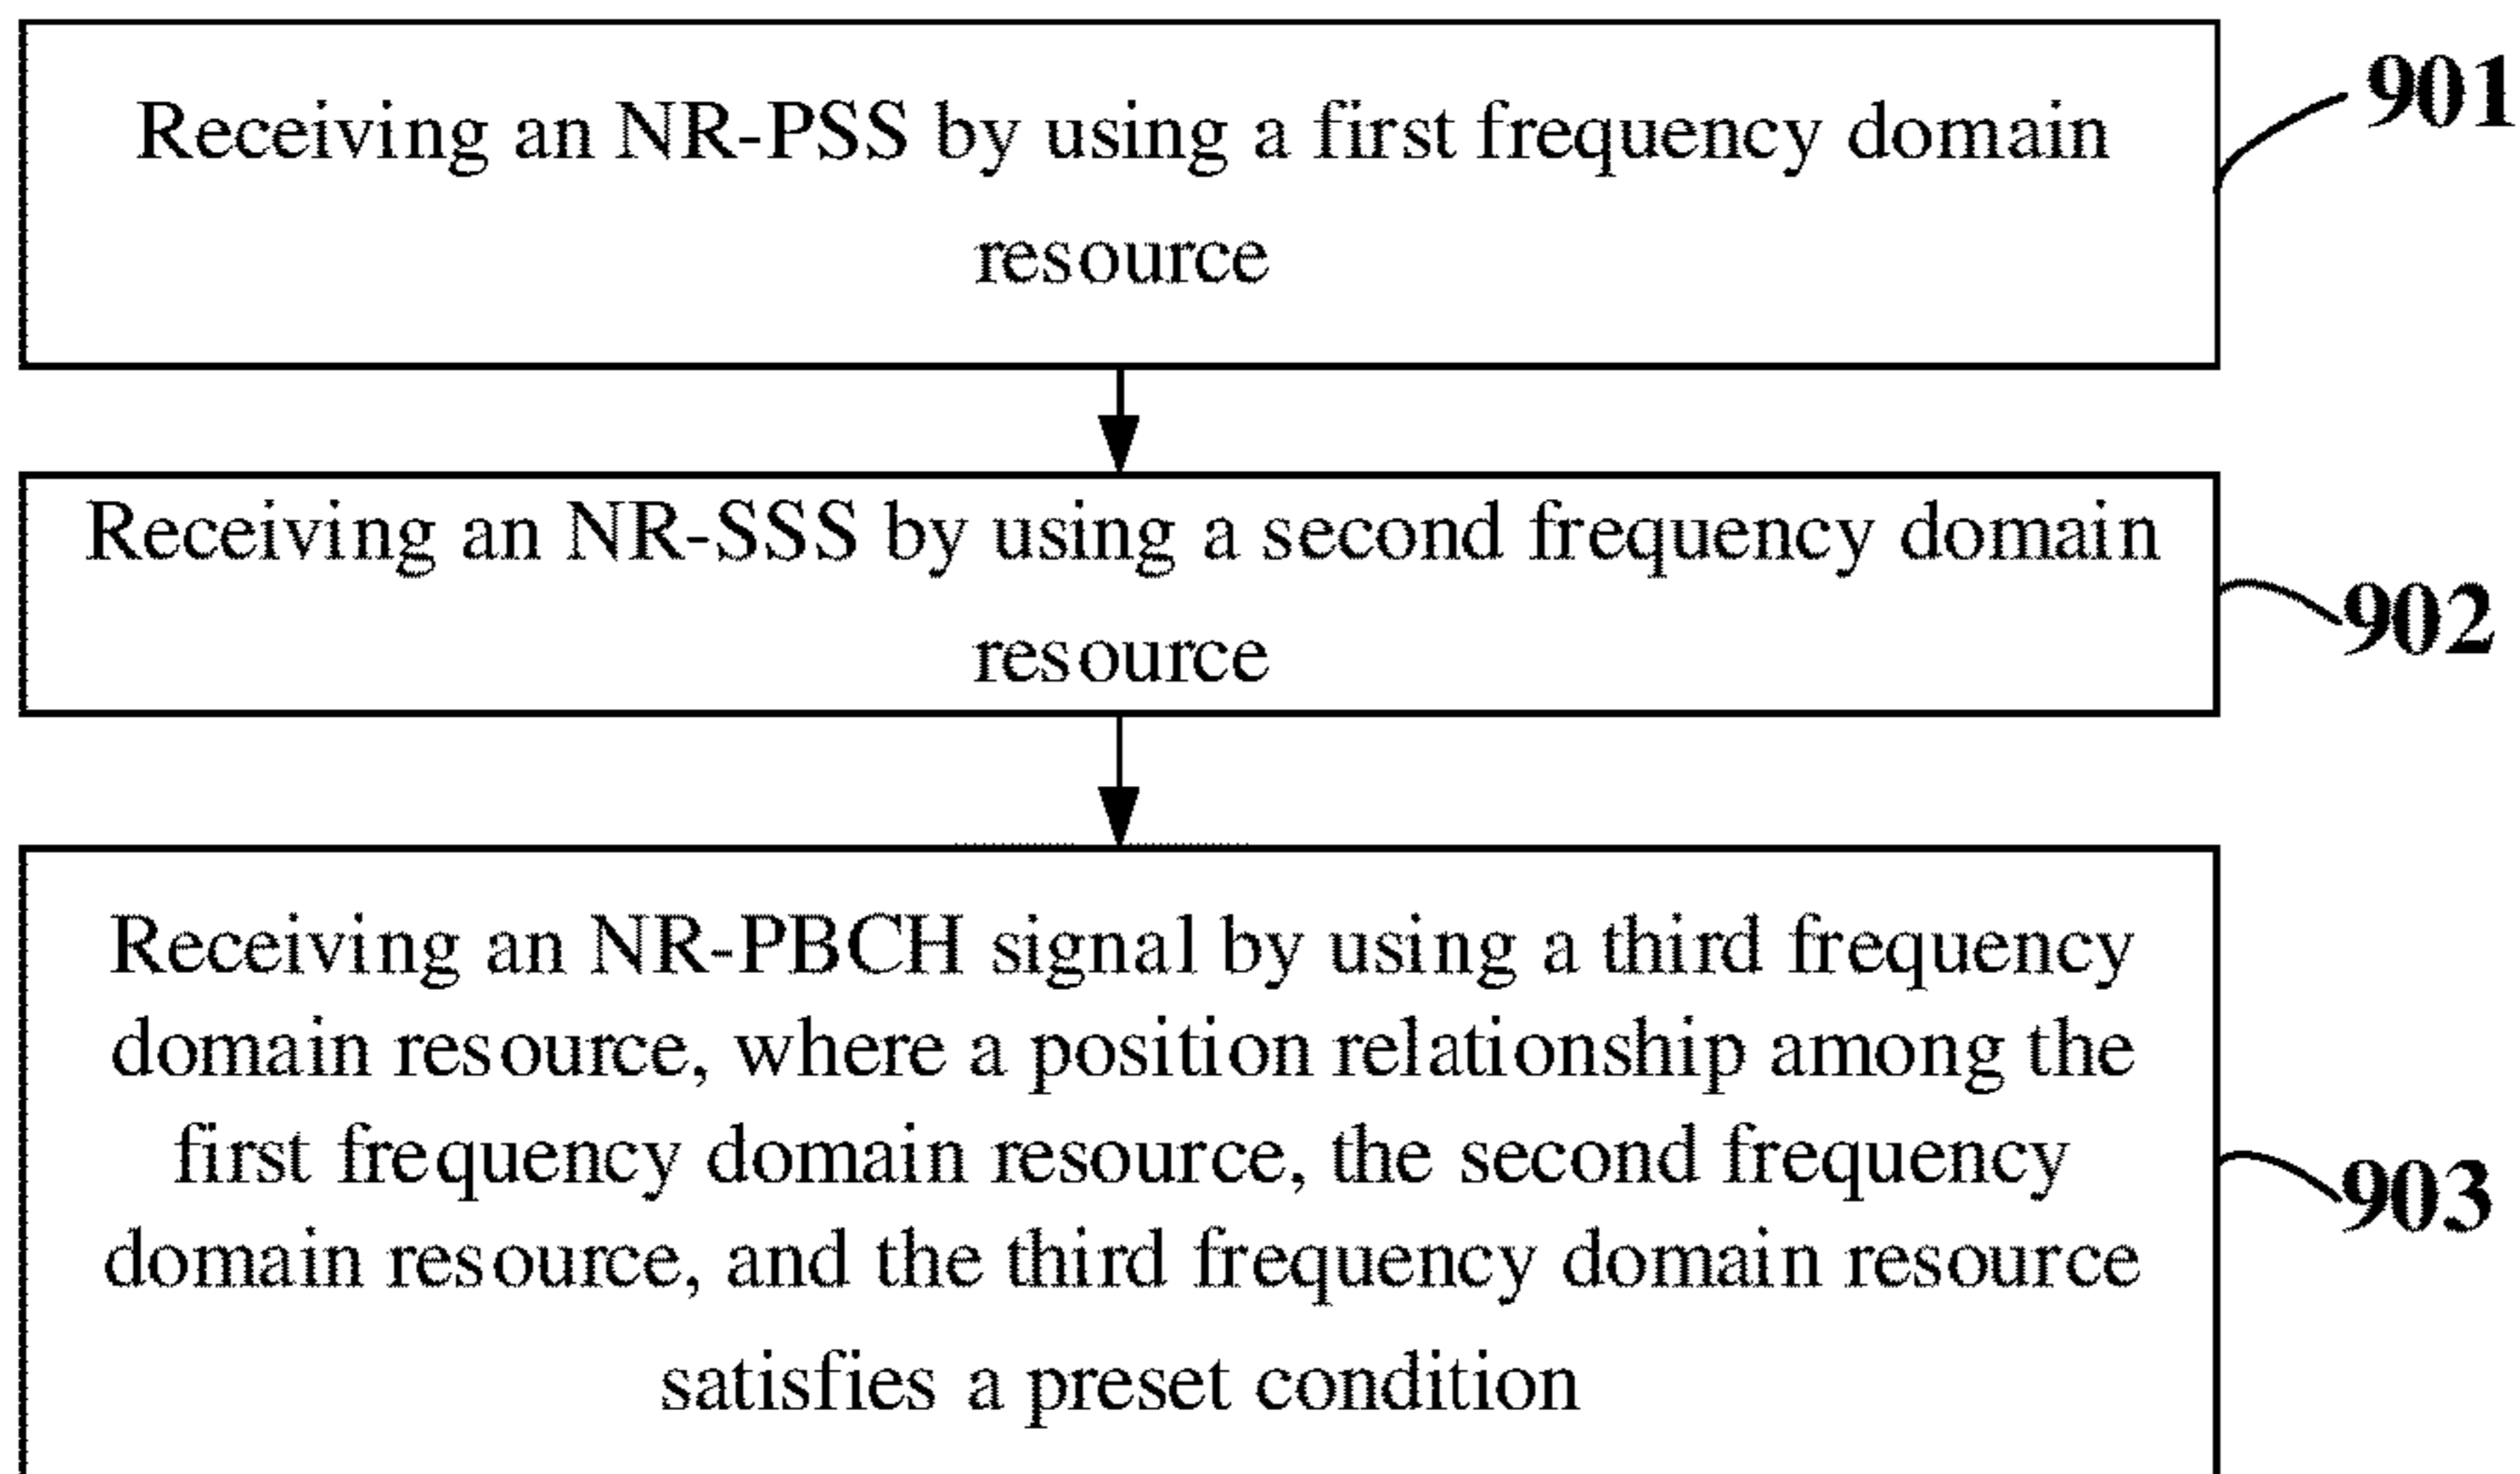 Receiving an NR-PSS by using a first frequency domain
resource
901
Receiving an NR-SSS by using a second frequency domain
resource
902
Receiving an NR-PBCH signal by using a third frequency
domain resource, where a position relationship among the
first frequency domain resource, the second frequency
domain resource, and the third frequency domain resource
satisfies a preset condition
903